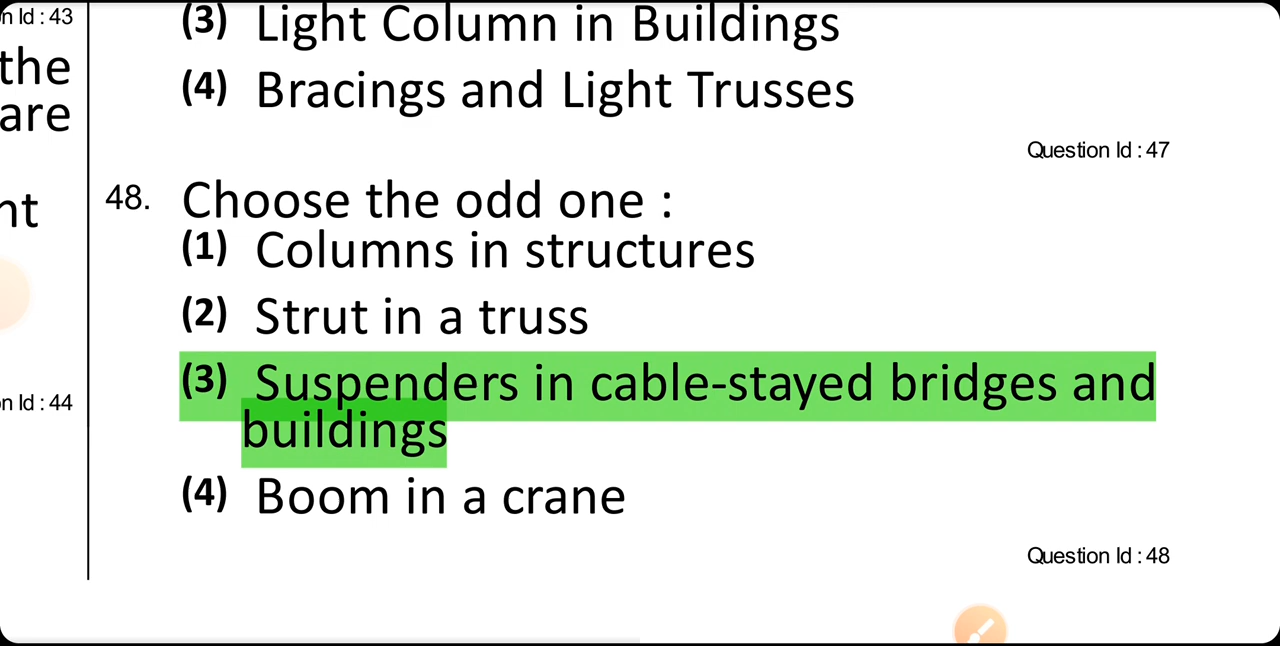 n Id : 43
the
are
nt
n Id : 44
(3) Light Column in Buildings
(4) Bracings and Light Trusses
Question Id : 47
48. Choose the odd one :
(1) Columns in structures
(2) Strut in a truss
(3) Suspenders in cable-stayed bridges and
buildings
(4) Boom in a crane
Question Id : 48